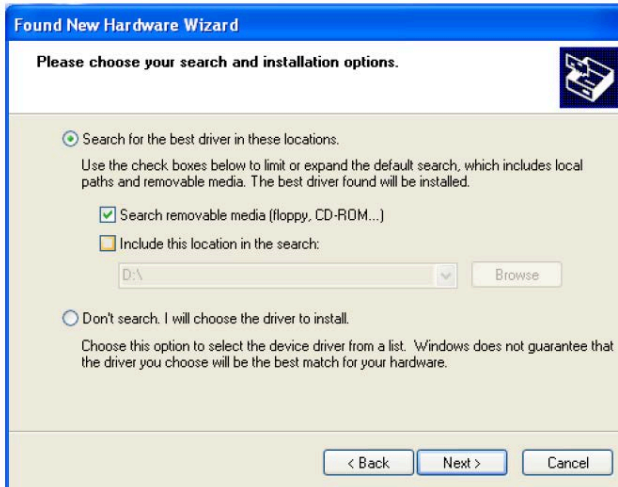 Found New Hardware Wizard
Please choose your search and installation options.
Search for the best driver in these locations.
Use the check boxes below to limit or expand the default search, which includes local
paths and removable media. The best driver found will be installed.
Search removable media (floppy, CD-ROM...)
Include this location in the search:
D:\
Browse
Don't search. I will choose the driver to install.
Choose this option to select the device driver from a list. Windows does not guarantee that
the driver you choose will be the best match for your hardware.
< Back Next > Cancel